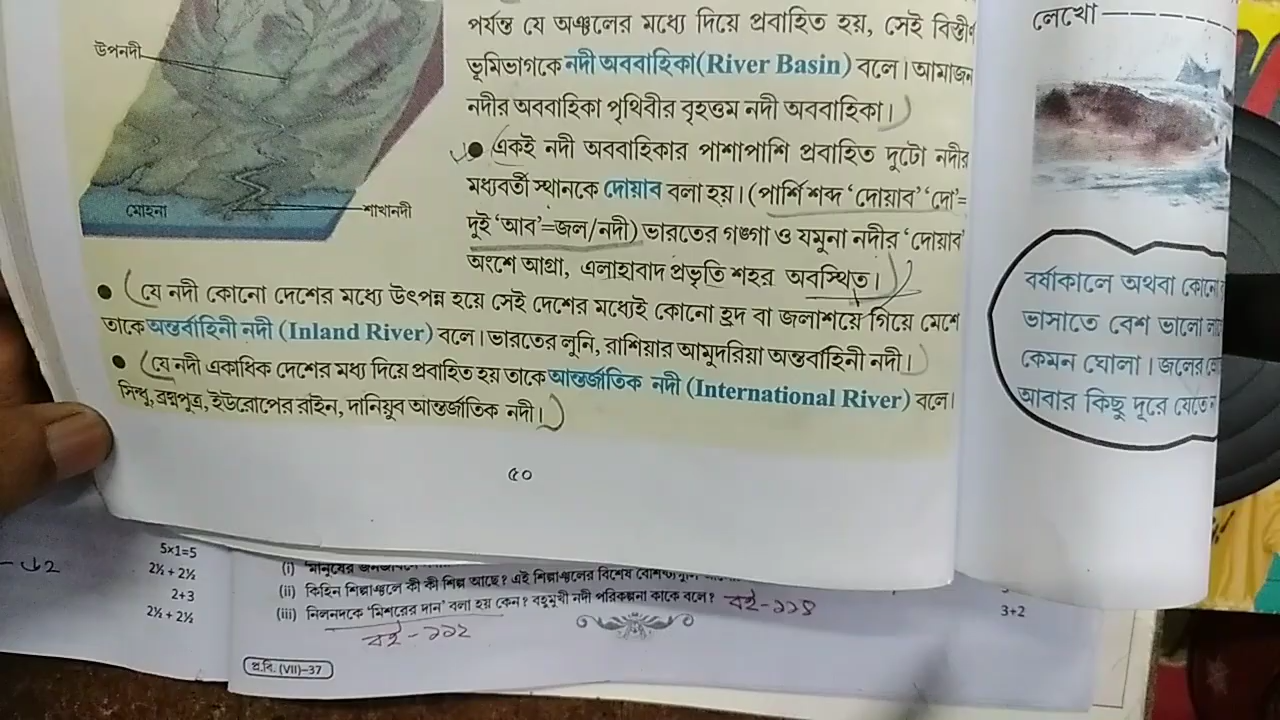 উপনদী
মোহনা
শাখানদী
পর্যন্ত যে অঞ্চলের মধ্যে দিয়ে প্রবাহিত হয়, সেই বিস্তীর্ণ
ভূমিভাগকে নদী অববাহিকা(River Basin) বলে। আমাজন
নদীর অববাহিকা পৃথিবীর বৃহত্তম নদী অববাহিকা।
● একই নদী অববাহিকার পাশাপাশি প্রবাহিত দুটো নদীর
মধ্যবর্তী স্থানকে দোয়াব বলা হয়। (পার্শি শব্দ ‘দোয়াব’ ‘দো’=
দুই ‘আব’=জল/নদী) ভারতের গঙ্গা ও যমুনা নদীর ‘দোয়াব’
অংশে আগ্রা, এলাহাবাদ প্রভৃতি শহর অবস্থিত।
● যে নদী কোনো দেশের মধ্যে উৎপন্ন হয়ে সেই দেশের মধ্যেই কোনো হ্রদ বা জলাশয়ে গিয়ে মেশে
তাকে অন্তর্বাহিনী নদী (Inland River) বলে। ভারতের লুনি, রাশিয়ার আমুদরিয়া অন্তর্বাহিনী নদী।
● যে নদী একাধিক দেশের মধ্য দিয়ে প্রবাহিত হয় তাকে আন্তর্জাতিক নদী (International River) বলে।
সিন্ধু, ব্রহ্মপুত্র, ইউরোপের রাইন, দানিয়ুব আন্তর্জাতিক নদী।
৫০
লেখো
বর্ষাকালে অথবা কোনো
ভাসাতে বেশ ভালো
কেমন ঘোলা। জলের
আবার কিছু দূরে যেতে
5×1=5
2½ + 2½
2+3
2½ + 2½
(i) মানুষের
(ii) কিহিন শিল্পাঞ্চলে কী কী শিল্প আছে? এই শিল্পাঞ্চলের বিশেষ
(iii) নিলনদকে ‘মিশরের দান’ বলা হয় কেন? বহুমুখী নদী পরিকল্পনা কাকে বলে? বই-১১৪
3+2
বই-১১২
প্র.বি. (VII)–37